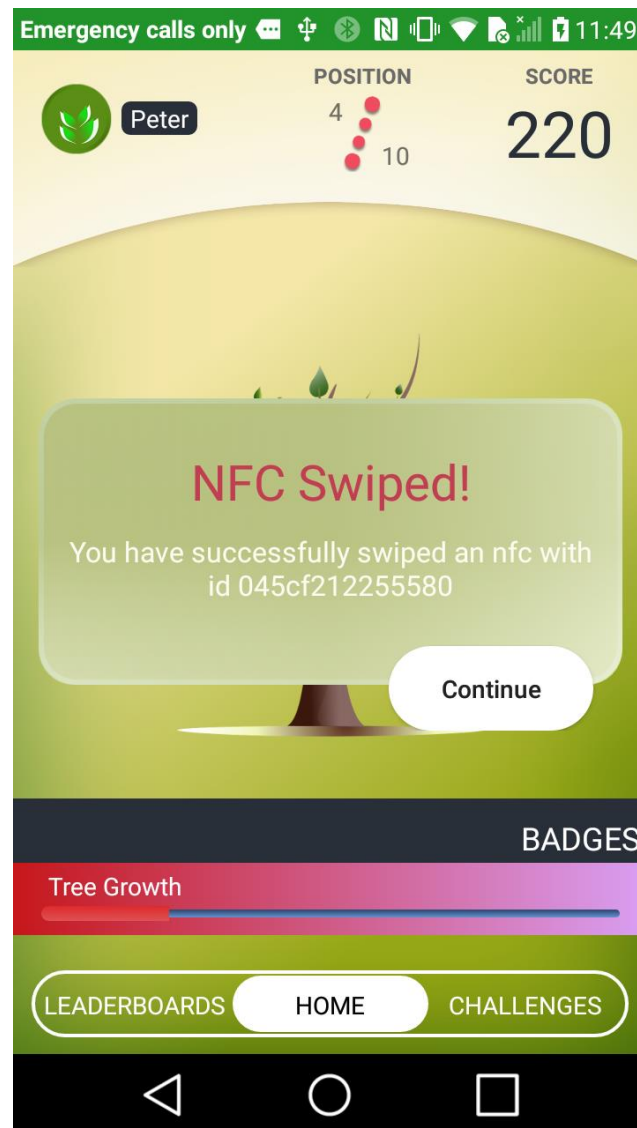 Emergency calls only
11:49
Peter
POSITION
4
10
SCORE
220
NFC Swiped!
You have successfully swiped an nfc with
id 045cf212255580
Continue
BADGES
Tree Growth
LEADERBOARDS
HOME
CHALLENGES